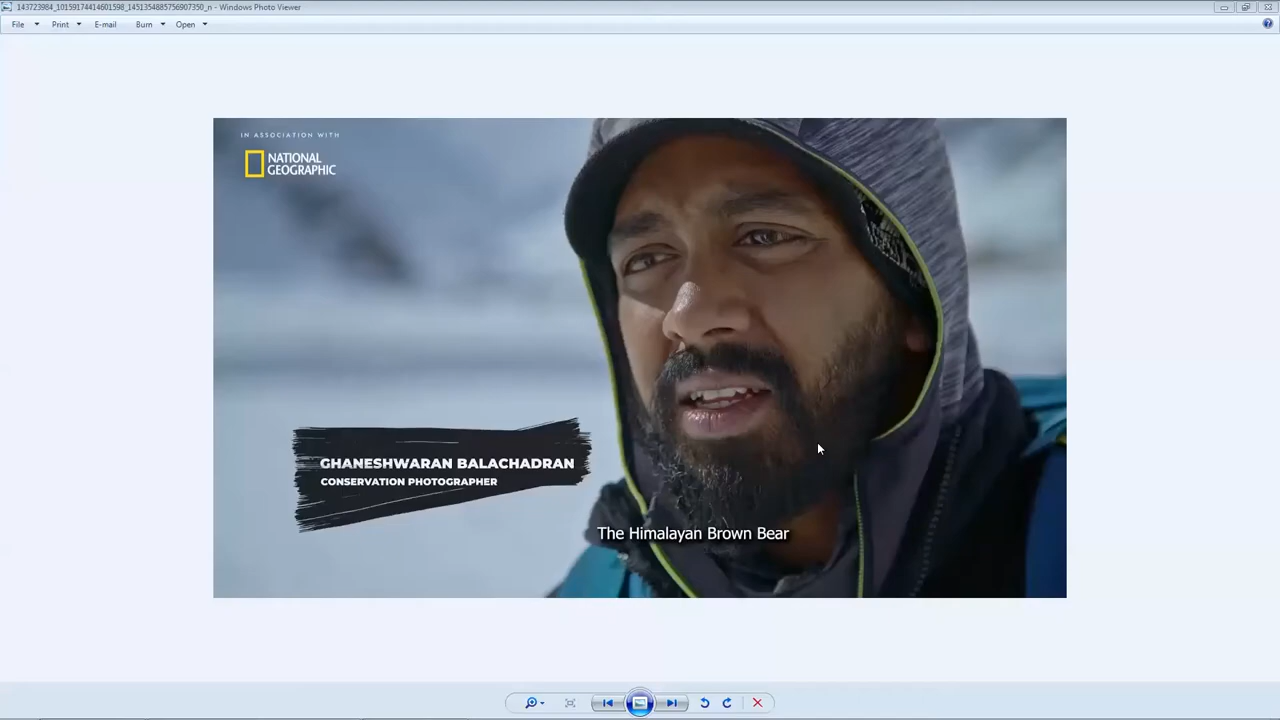 143723984_10159174414601598_1451354885756907350_n - Windows Photo Viewer
File Print E-mail Burn Open
IN ASSOCIATION WITH
NATIONAL
GEOGRAPHIC
GHANESHWARAN BALACHADRAN
CONSERVATION PHOTOGRAPHER
The Himalayan Brown Bear